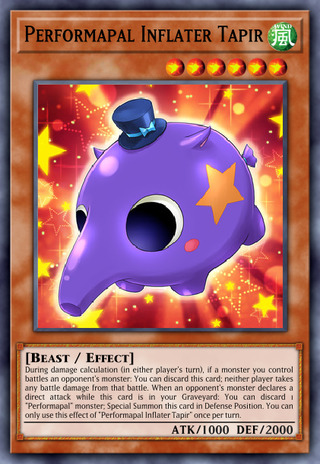 Performapal Inflater Tapir
WIND
風
[Beast / Effect]
During damage calculation (in either player's turn), if a monster you control
battles an opponent's monster: You can discard this card; neither player takes
any battle damage from that battle. When an opponent's monster declares a
direct attack while this card is in your Graveyard: You can discard 1
"Performapal" monster; Special Summon this card in Defense Position. You can
only use this effect of "Performapal Inflater Tapir" once per turn.
ATK/1000 DEF/2000